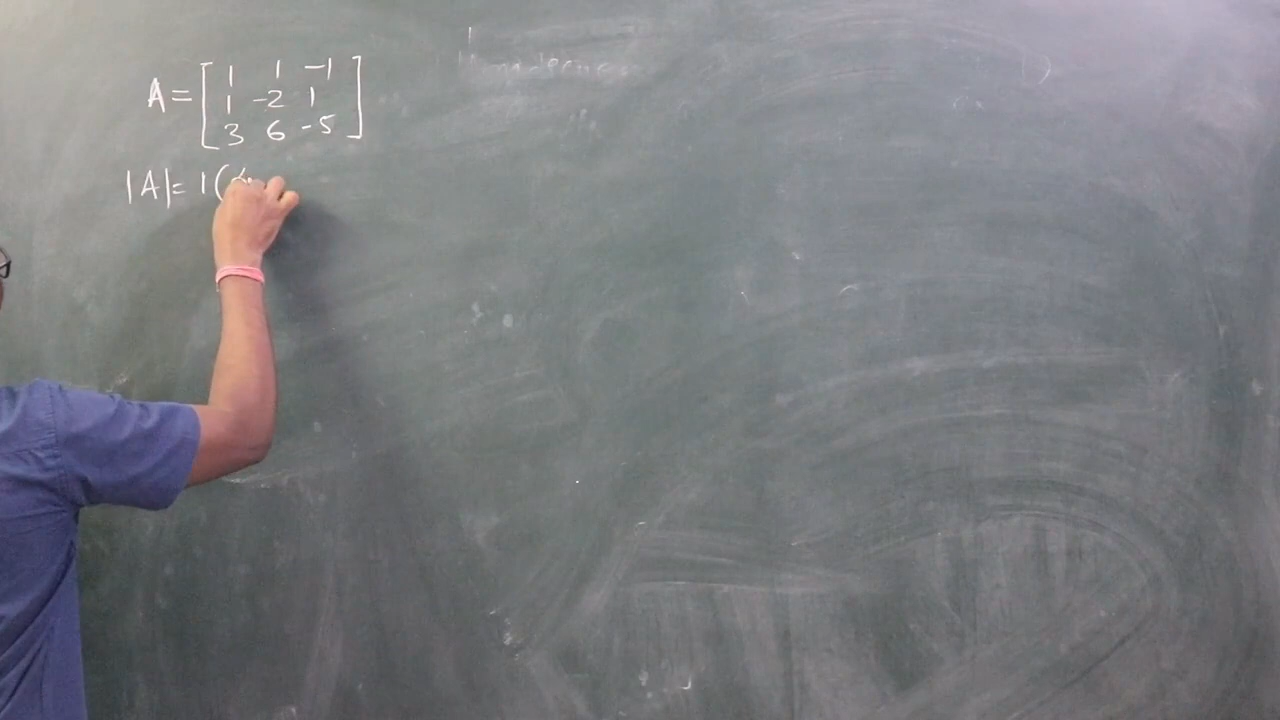 A = [ 1 1 -1
1 -2 1
3 6 -5 ]
|A| = 1(